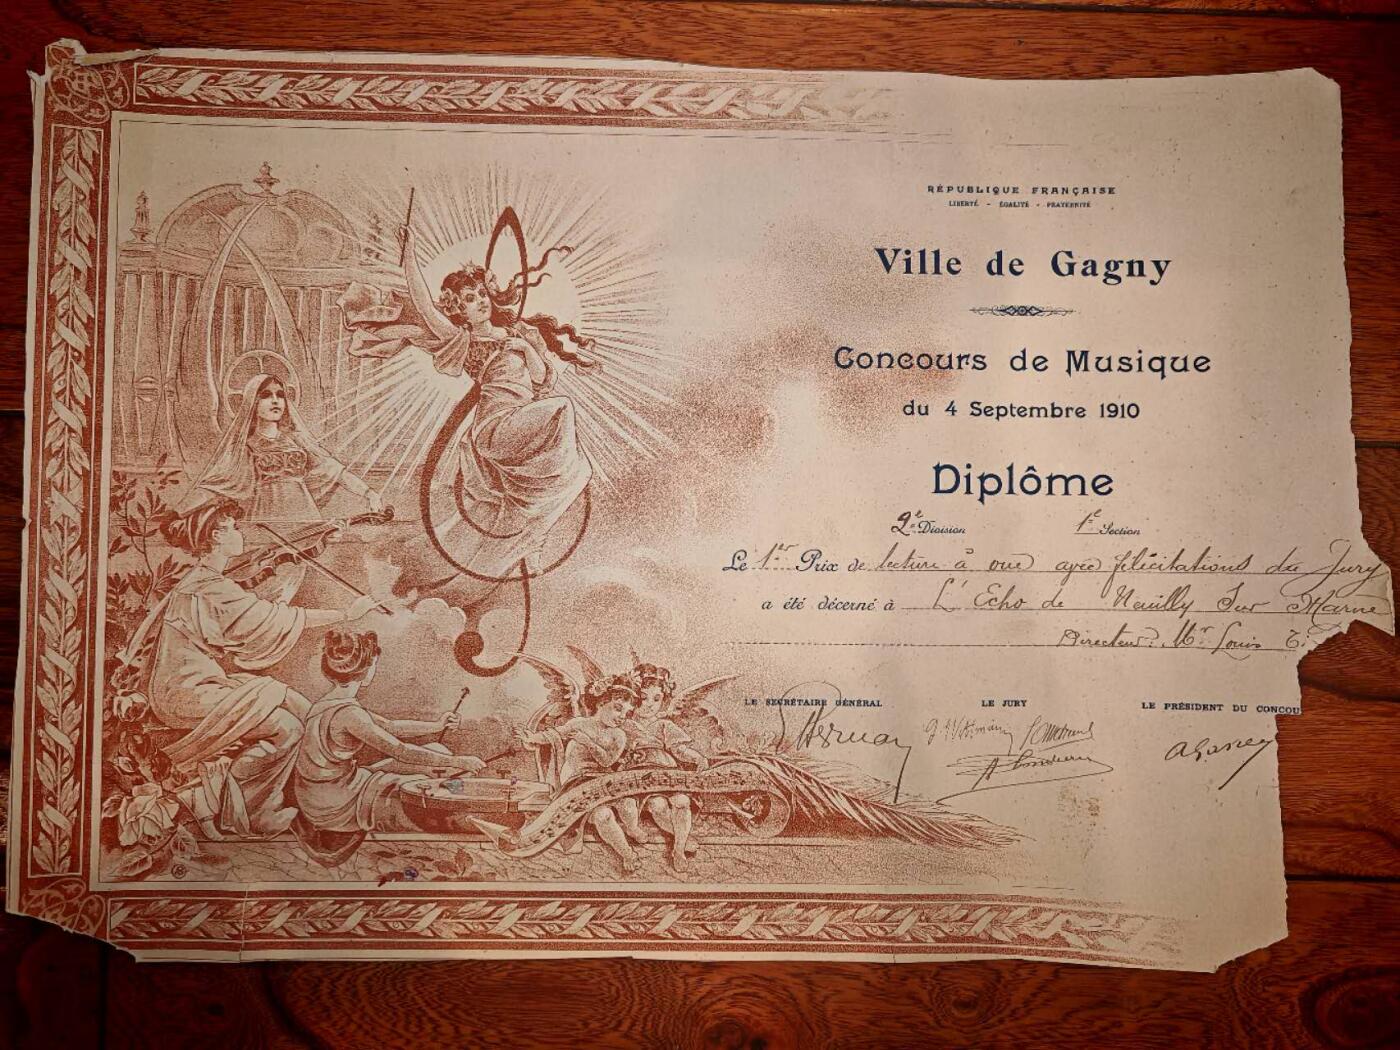 RÉPUBLIQUE FRANÇAISE
LIBERTÉ - ÉGALITÉ - FRATERNITÉ
Ville de Gagny
Concours de Musique
du 4 Septembre 1910
Diplôme
2e Division 1e Section
Le 1er Prix de lecture à vue avec félicitations du Jury
a été décerné à L'Echo de Neuilly Sur Marne
Directeur: Mr Louis
LE SECRÉTAIRE GÉNÉRAL LE JURY LE PRÉSIDENT DU CONCOU